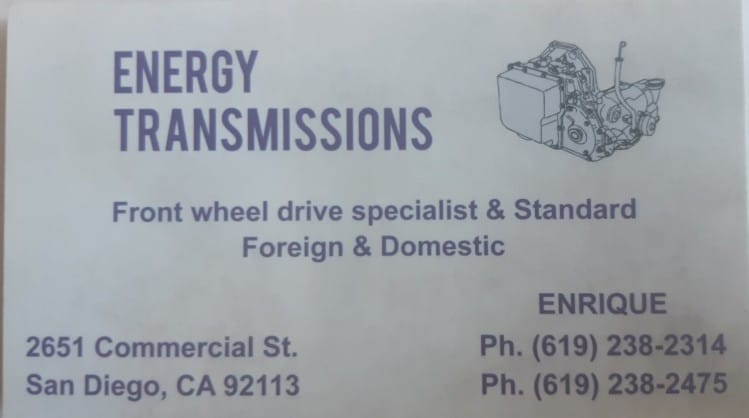 ENERGY
TRANSMISSIONS
Front wheel drive specialist & Standard
Foreign & Domestic
ENRIQUE
2651 Commercial St.
Ph. (619) 238-2314
San Diego, CA 92113
Ph. (619) 238-2475